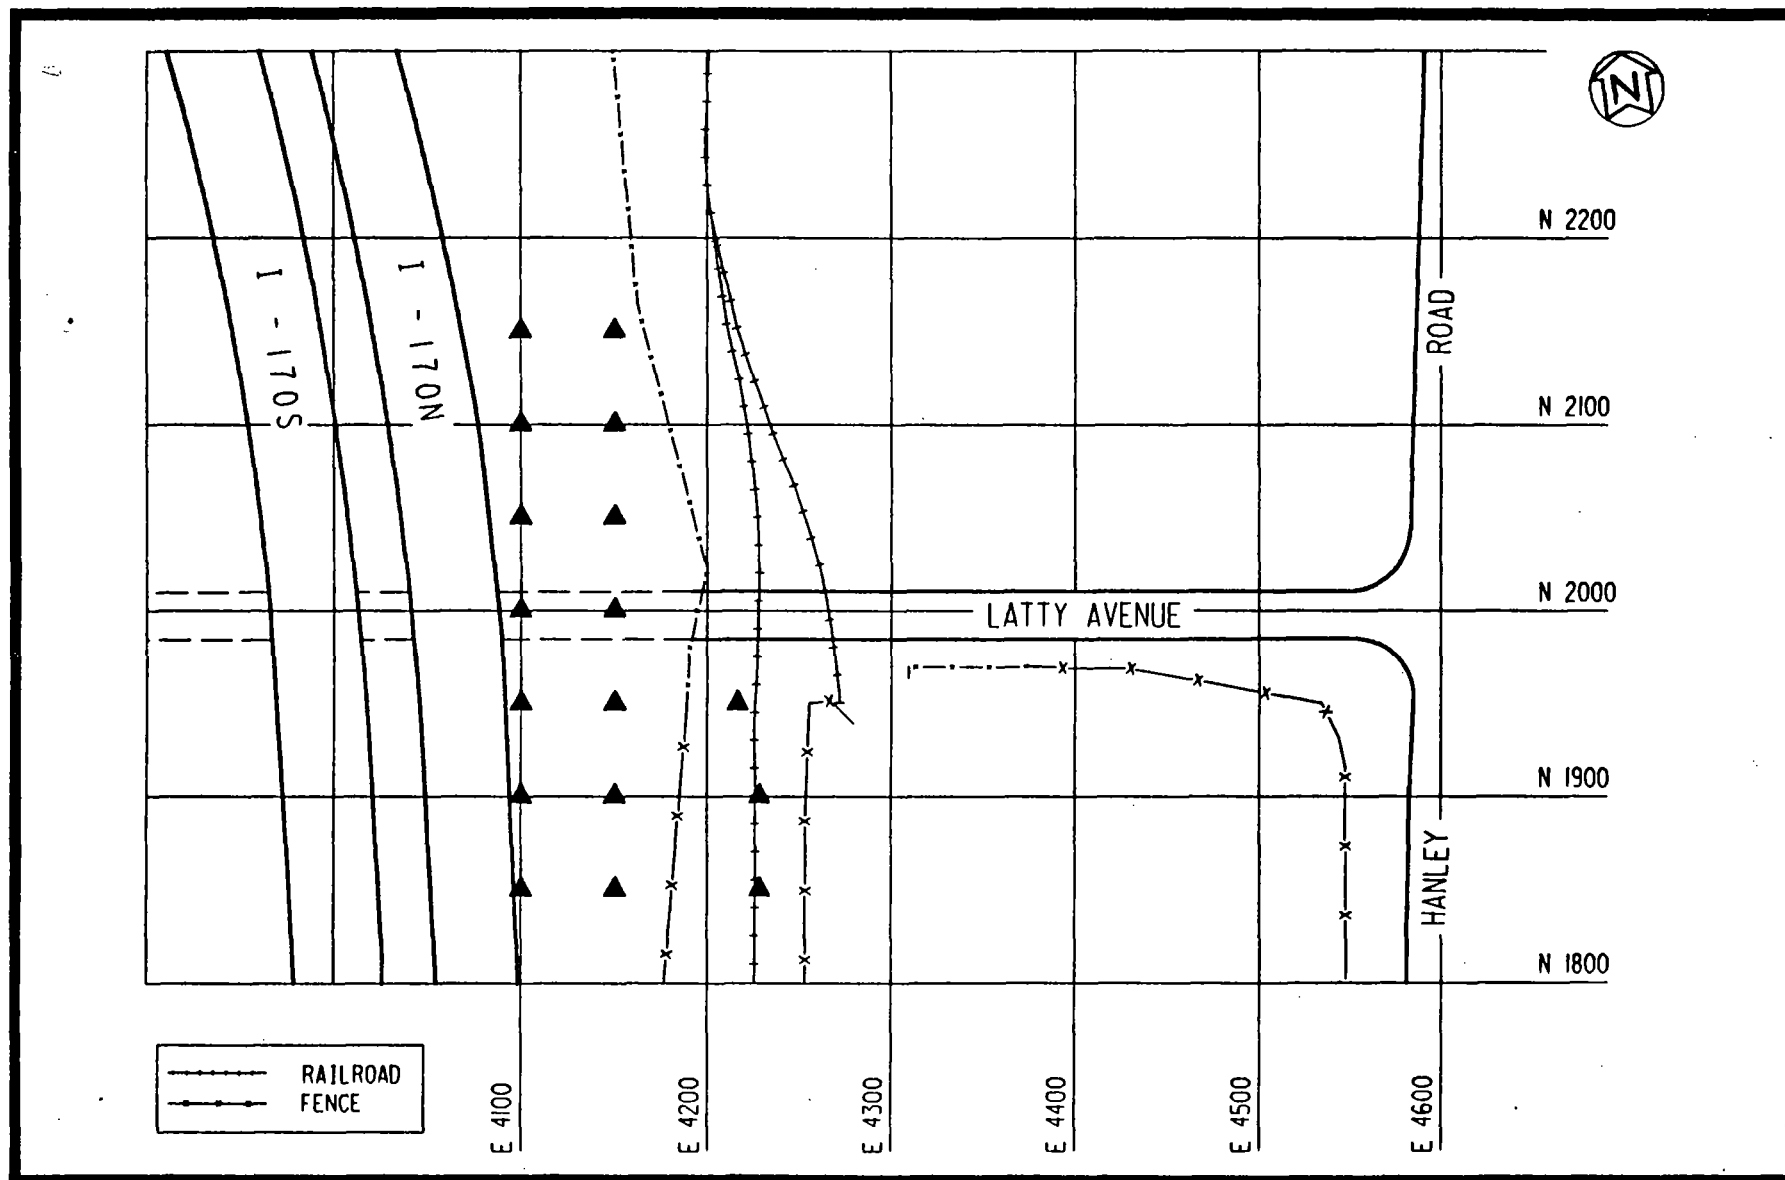 N
N 2200
I - 170S
I - 170N
ROAD
N 2100
N 2000
LATTY AVENUE
N 1900
HANLEY
N 1800
RAILROAD
FENCE
E 4100
E 4200
E 4300
E 4400
E 4500
E 4600